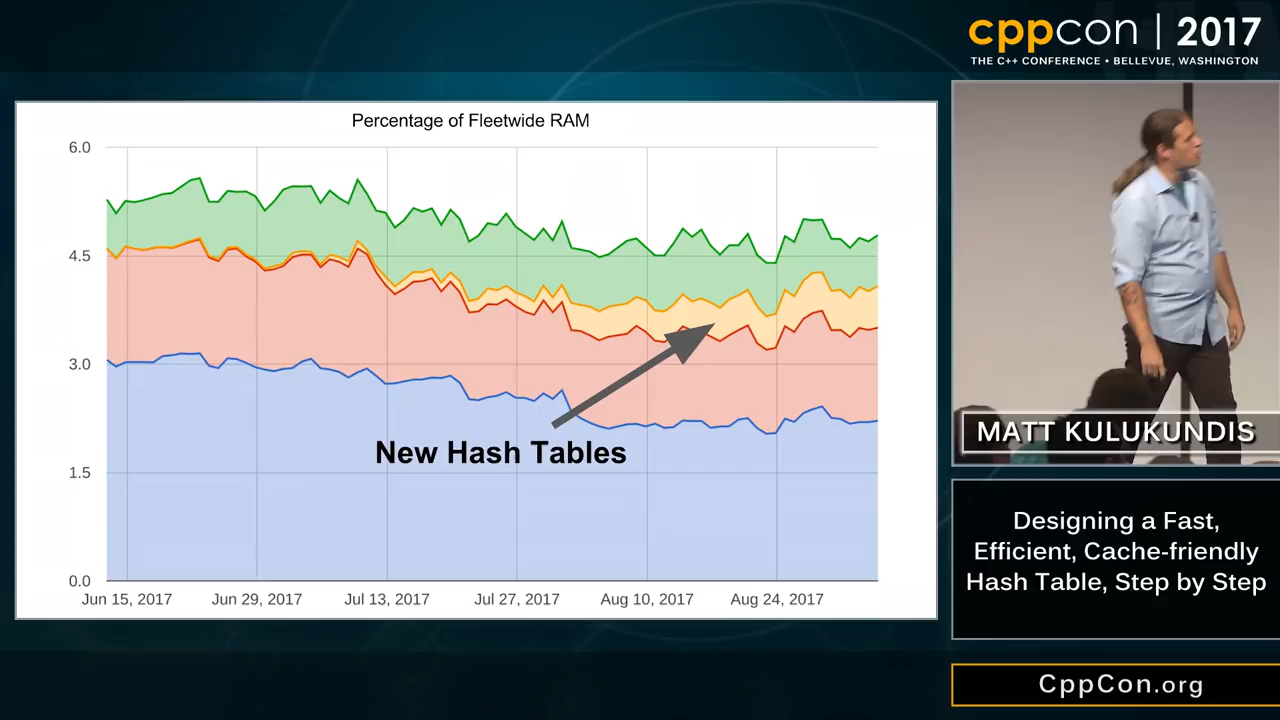 cppcon | 2017
THE C++ CONFERENCE • BELLEVUE, WASHINGTON
Percentage of Fleetwide RAM
6.0
4.5
3.0
1.5
0.0
New Hash Tables
Jun 15, 2017 Jun 29, 2017 Jul 13, 2017 Jul 27, 2017 Aug 10, 2017 Aug 24, 2017
MATT KULUKUNDIS
Designing a Fast,
Efficient, Cache-friendly
Hash Table, Step by Step
CppCon.org